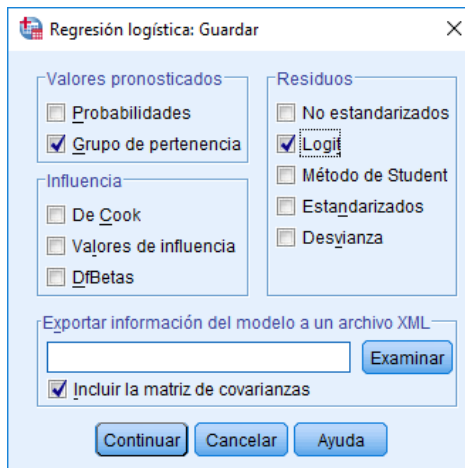 Regresión logística: Guardar
Valores pronosticados
Probabilidades
Grupo de pertenencia
Influencia
De Cook
Valores de influencia
DfBetas
Residuos
No estandarizados
Logit
Método de Student
Estandarizados
Desvianza
Exportar información del modelo a un archivo XML
Examinar
Incluir la matriz de covarianzas
Continuar Cancelar Ayuda